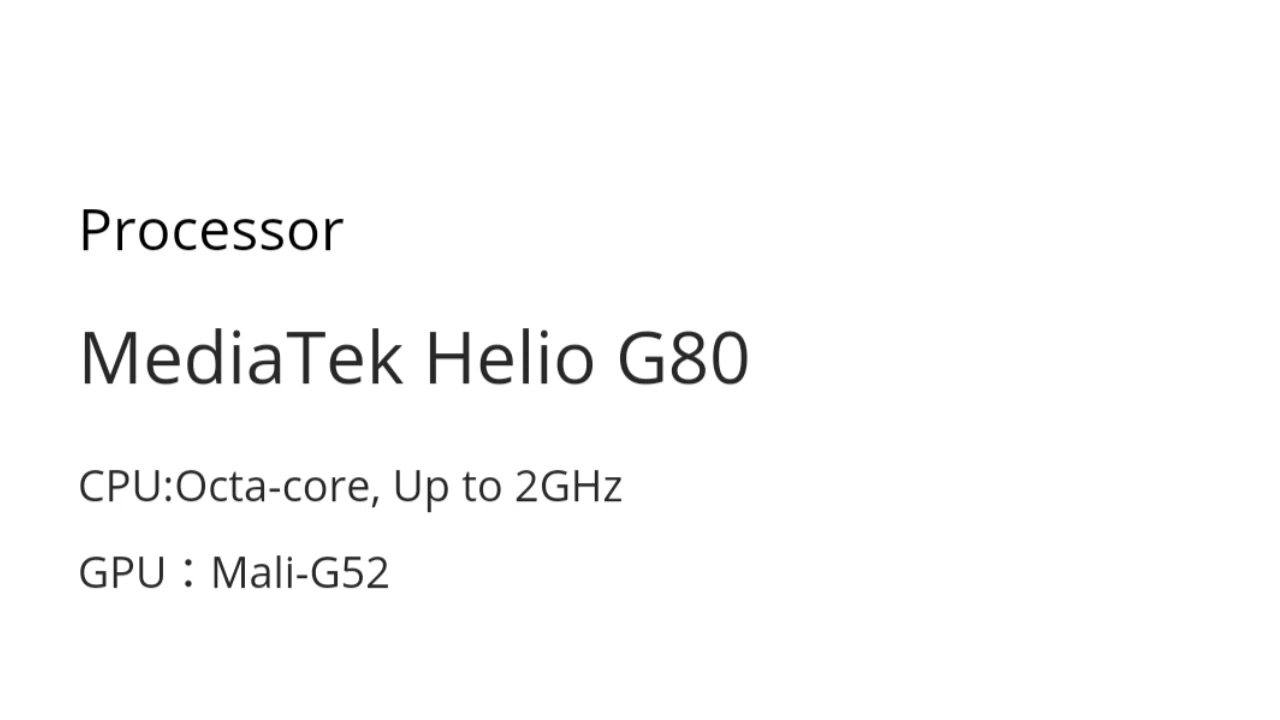 Processor
MediaTek Helio G80
CPU:Octa-core, Up to 2GHz
GPU：Mali-G52